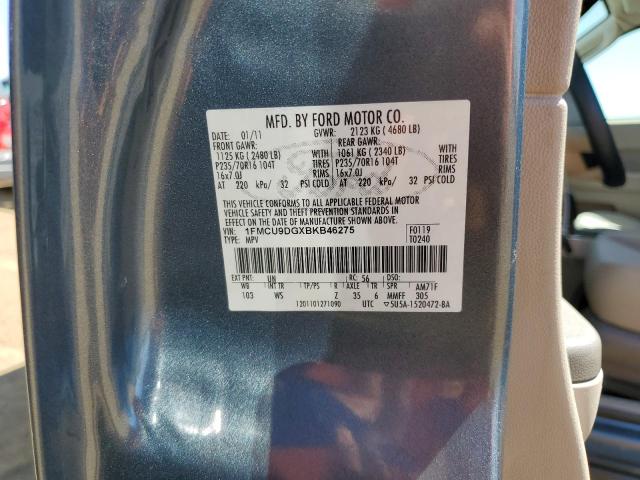 MFD. BY FORD MOTOR CO.
DATE: 01/11 GVWR: 2123 KG ( 4680 LB)
FRONT GAWR: REAR GAWR:
1125 KG ( 2480 LB) WITH 1061 KG ( 2340 LB) WITH
P235/70R16 104T TIRES P235/70R16 104T TIRES
16x7.0J RIMS 16x7.0J RIMS
AT 220 kPa/ 32 PSI COLD AT 220 kPa/ 32 PSI COLD
THIS VEHICLE CONFORMS TO ALL APPLICABLE FEDERAL MOTOR
VEHICLE SAFETY AND THEFT PREVENTION STANDARDS IN
EFFECT ON THE DATE OF MANUFACTURE SHOWN ABOVE.
VIN: 1FMCU9DGXBKB46275 F0119
TYPE: MPV T0240
EXT PNT: UN RC: 56 DSO:
WB INT TR TP/PS R AXLE TR SPR AM71F
103 WS Z 35 6 MMFF 305
1201101271090 UTC ▽5U5A-1520472-BA